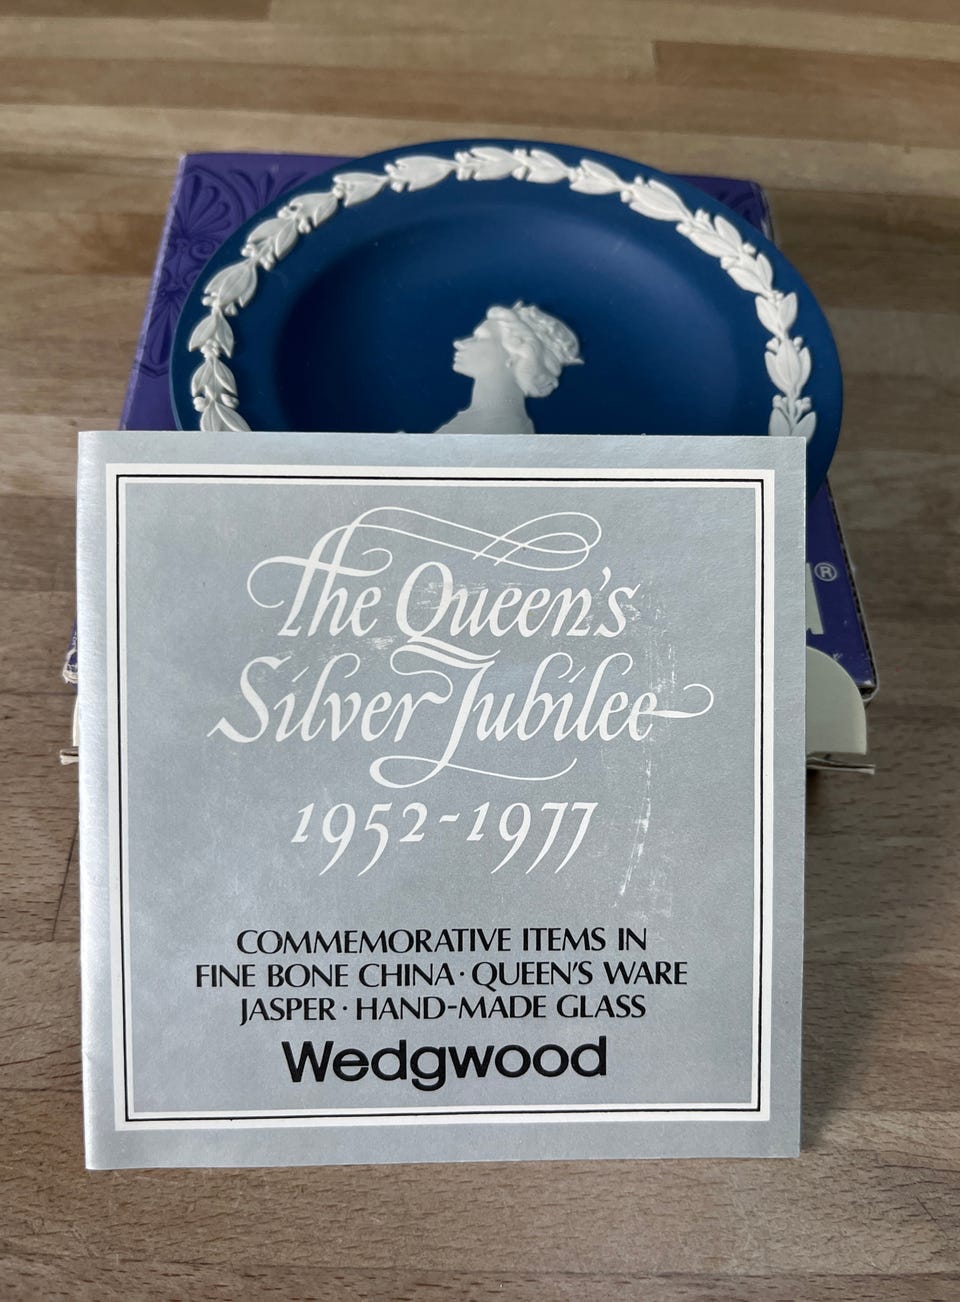 The Queen's
Silver Jubilee
1952-1977
COMMEMORATIVE ITEMS IN
FINE BONE CHINA · QUEEN'S WARE
JASPER · HAND-MADE GLASS
Wedgwood
®